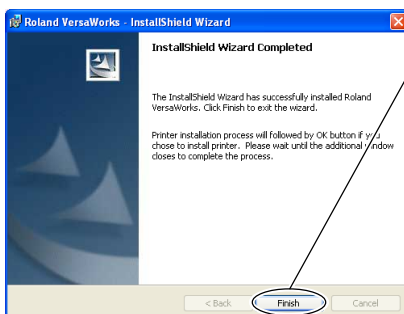 Roland VersaWorks - InstallShield Wizard
InstallShield Wizard Completed
The InstallShield Wizard has successfully installed Roland
VersaWorks. Click Finish to exit the wizard.
Printer installation process will followed by OK button if you
chose to install printer. Please wait until the additional window
closes to complete the process.
< Back
Finish
Cancel